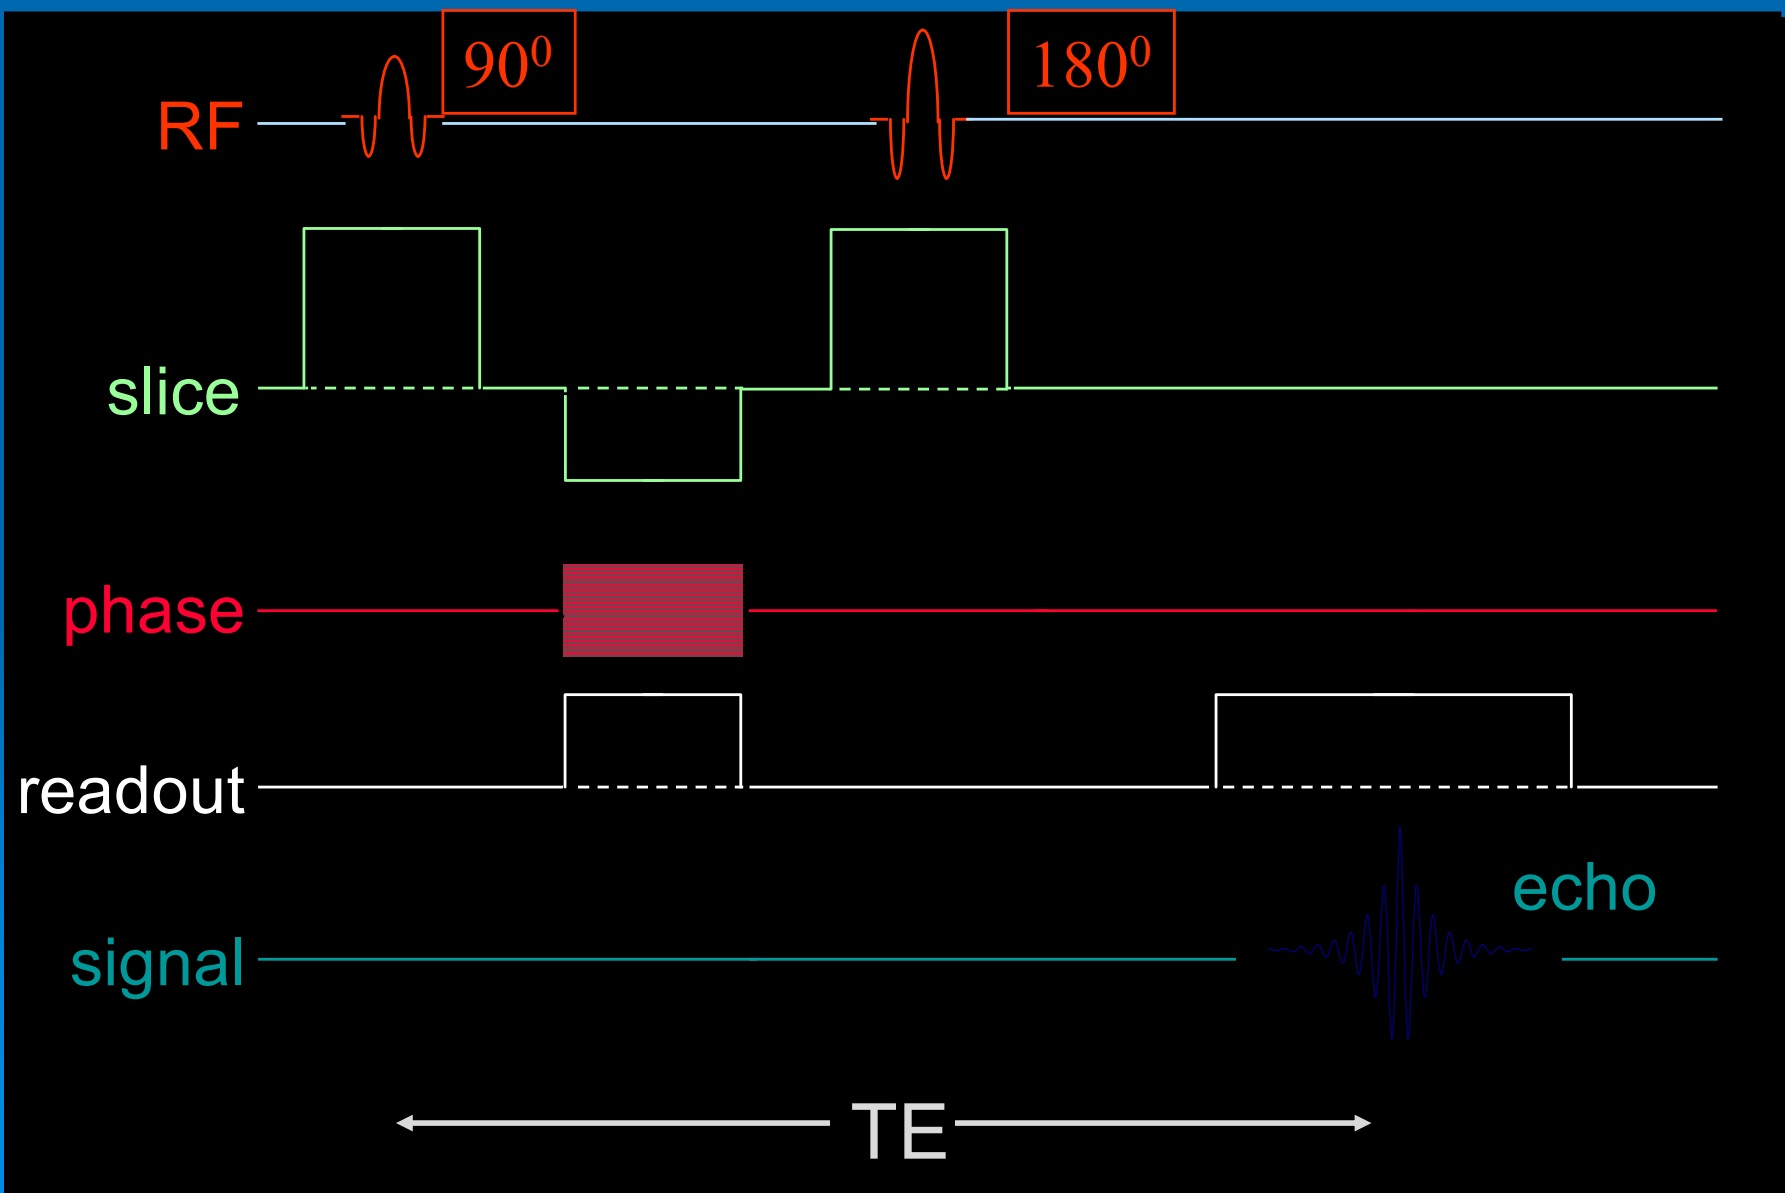 90⁰
180⁰
RF
slice
phase
readout
echo
signal
TE